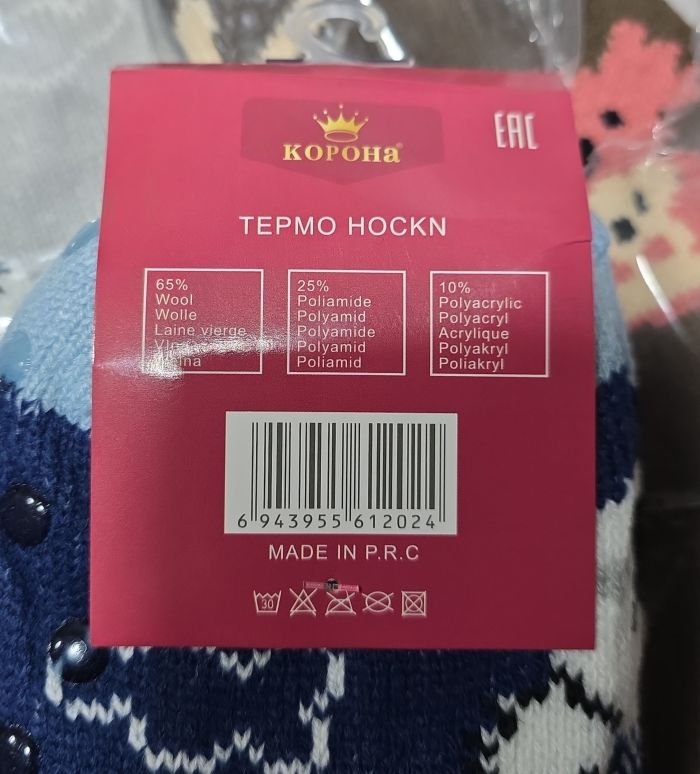 КОРОНа
EAC
ТЕРМО НОСКN
65%
Wool
Wolle
Laine vierge
25%
Poliamide
Polyamid
Polyamide
Polyamid
Poliamid
10%
Polyacrylic
Polyacryl
Acrylique
Polyakryl
Poliakryl
6 943955 612024
MADE IN P.R.C
30